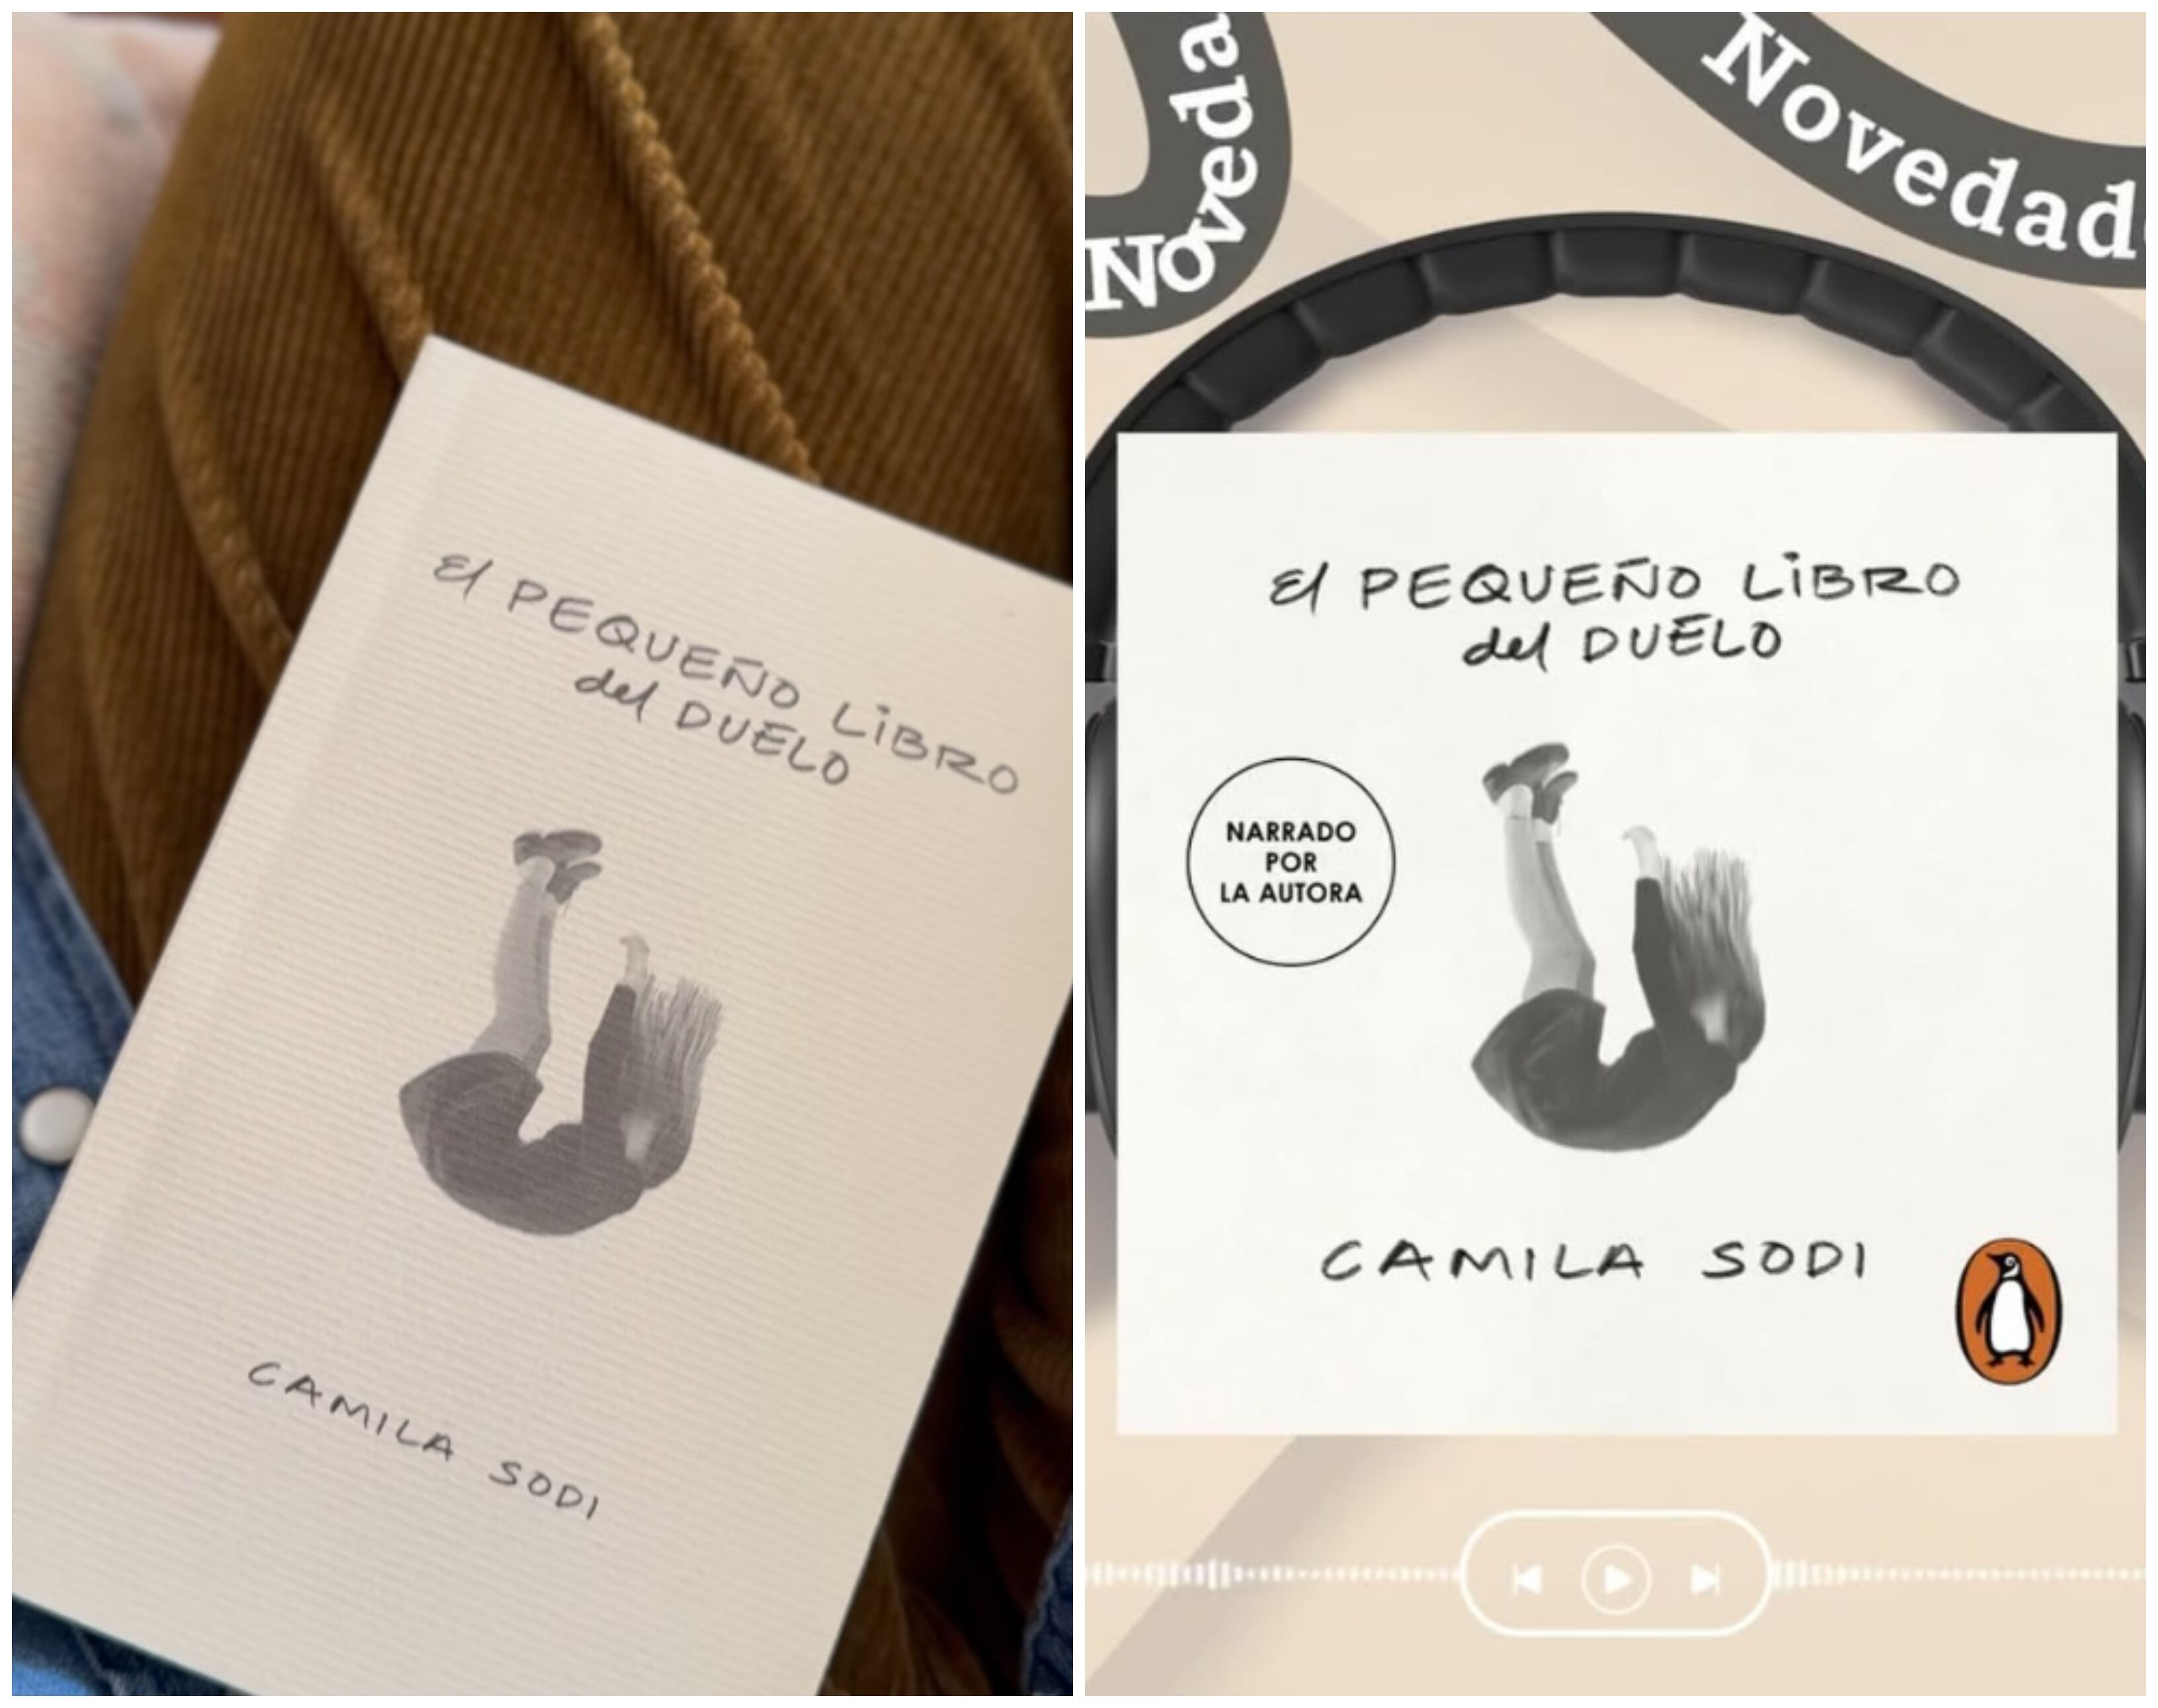 El PEQUEÑO LIBRO
del DUELO
CAMILA SODI
Noveda
Novedad
El PEQUEÑO LIBRO
del DUELO
NARRADO
POR
LA AUTORA
CAMILA SODI